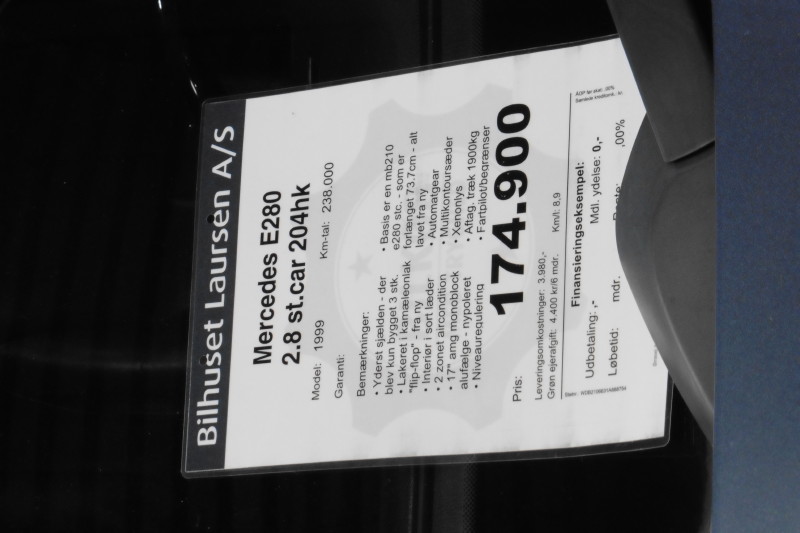 Bilhuset Laursen A/S
Mercedes E280
2.8 st.car 204hk
Model: 1999
Km-tal: 238.000
Garanti:
Bemærkninger:
• Yderst sjælden - der
blev kun bygget 3 stk.
• Lakeret i kamæleonlak
"flip-flop" - fra ny
• Interiør i sort læder
• 2 zonet aircondition
• 17" amg monoblock
alufælge - nypoleret
• Niveauregulering
• Basis er en mb210
e280 stc. - som er
forlænget 73,7cm - alt
lavet fra ny
• Automatgear
• Multikontoursæder
• Xenonlys
• Aftag. træk 1900kg
• Fartpilot/begrænser
Pris: 174.900
Leveringsomkostninger: 3.980,-
Grøn ejerafgift: 4.400 kr/6 mdr.
Km/l: 8,9
Finansieringseksempel:
Udbetaling: ,-
Mdl. ydelse: 0,-
Løbetid: mdr.
,00%